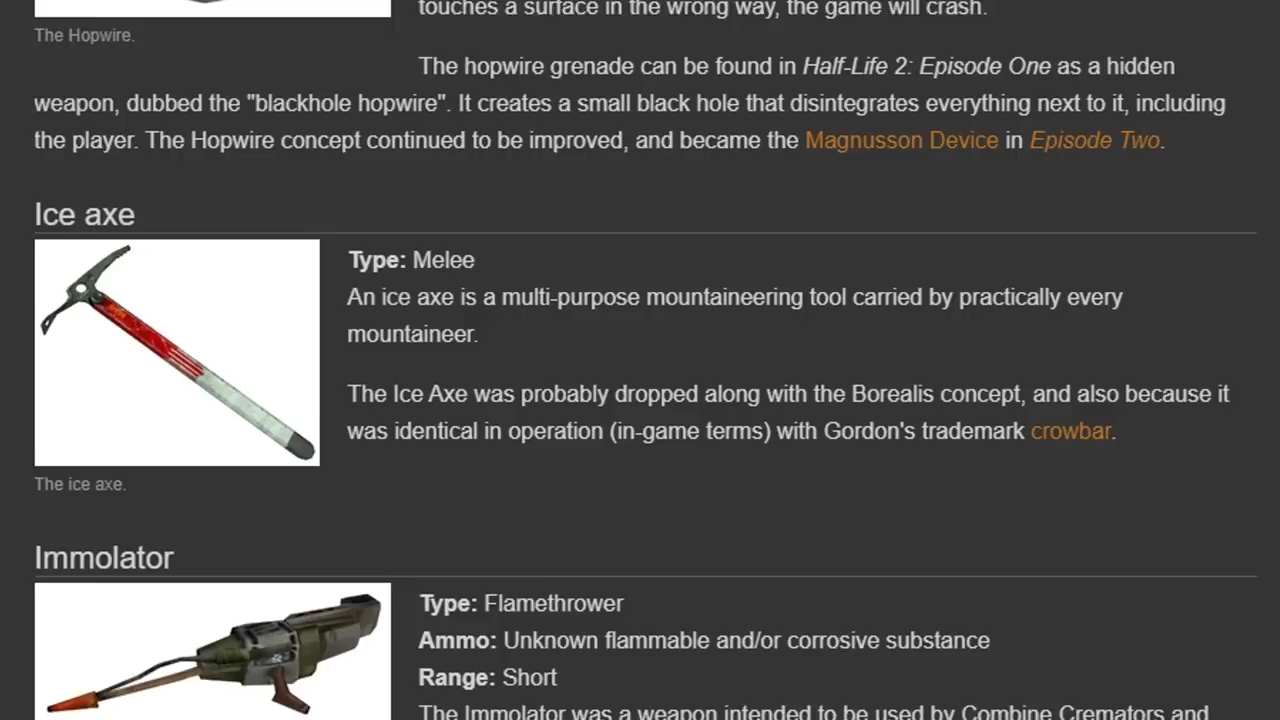 touches a surface in the wrong way, the game will crash.
The Hopwire.
The hopwire grenade can be found in Half-Life 2: Episode One as a hidden
weapon, dubbed the "blackhole hopwire". It creates a small black hole that disintegrates everything next to it, including
the player. The Hopwire concept continued to be improved, and became the Magnusson Device in Episode Two.
Ice axe
Type: Melee
An ice axe is a multi-purpose mountaineering tool carried by practically every
mountaineer.
The Ice Axe was probably dropped along with the Borealis concept, and also because it
was identical in operation (in-game terms) with Gordon's trademark crowbar.
The ice axe.
Immolator
Type: Flamethrower
Ammo: Unknown flammable and/or corrosive substance
Range: Short
The Immolator was a weapon intended to be used by Combine Cremators and